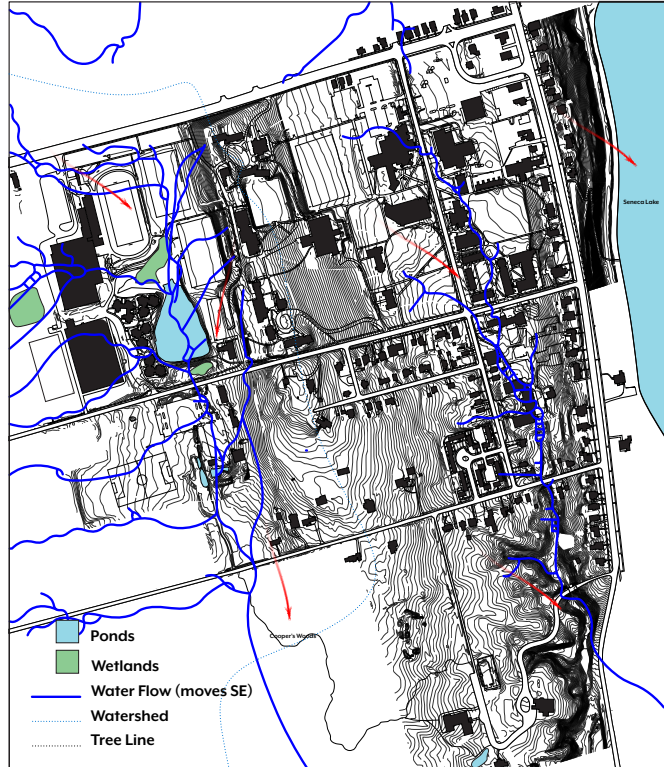 Seneca Lake
Cooper's Woods
Ponds
Wetlands
Water Flow (moves SE)
Watershed
Tree Line